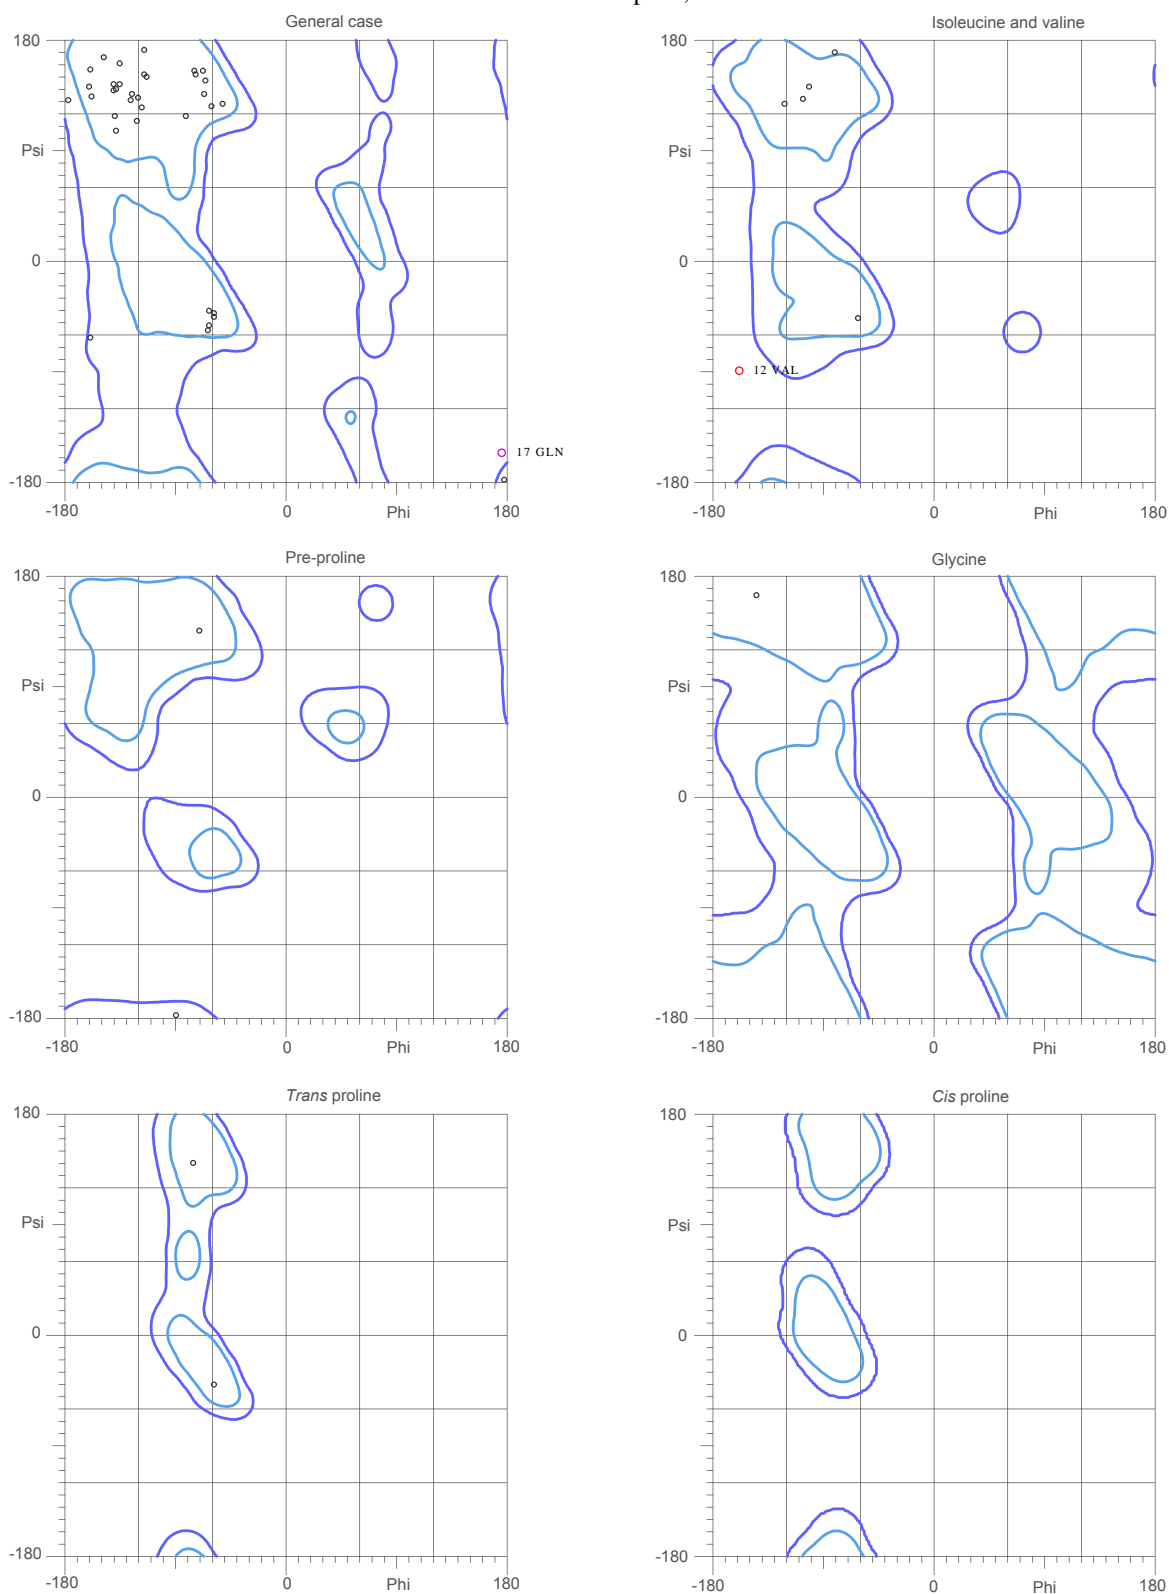 General case
180
Psi
0
-180
-180
0
Phi
180
17 GLN
Isoleucine and valine
180
Psi
0
-180
-180
0
Phi
180
12 VAL
Pre-proline
180
Psi
0
-180
-180
0
Phi
180
Glycine
180
Psi
0
-180
-180
0
Phi
180
Trans proline
180
Psi
0
-180
-180
0
Phi
180
Cis proline
180
Psi
0
-180
-180
0
Phi
180